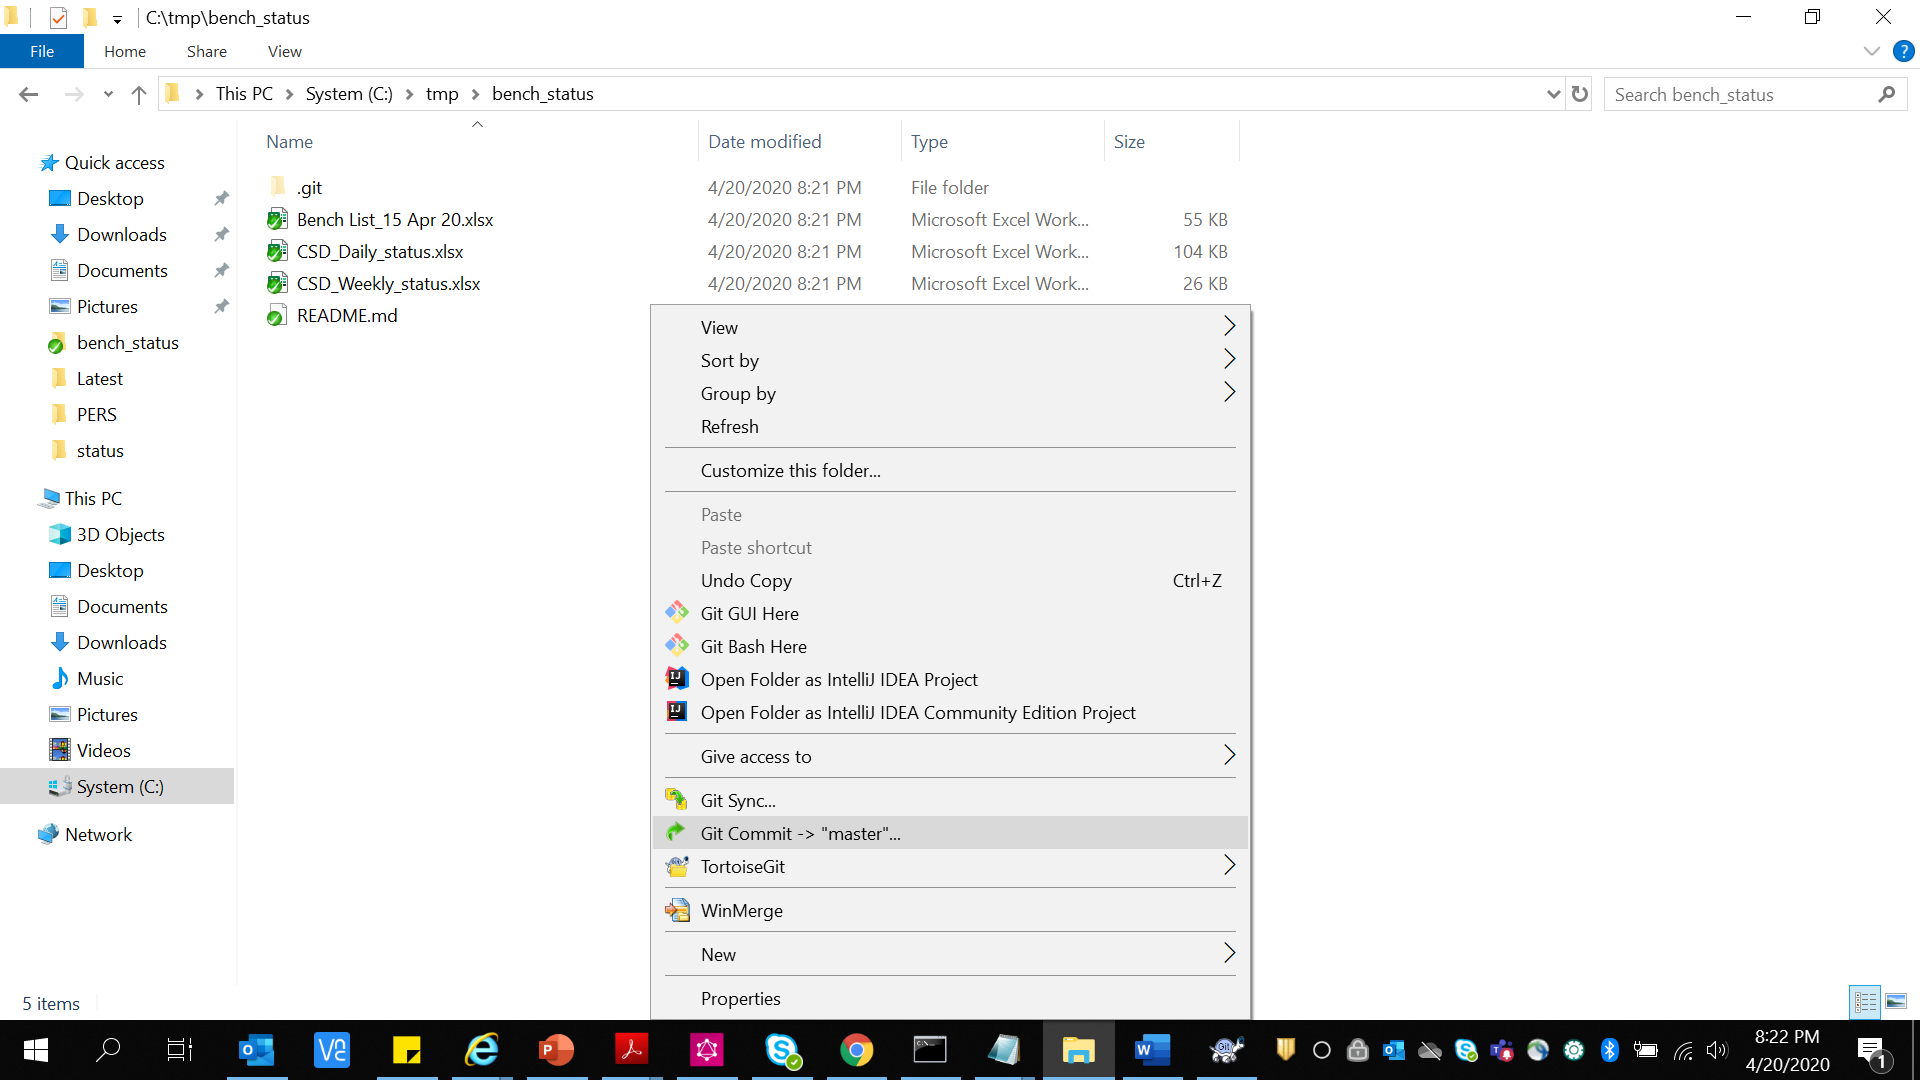 C:\tmp\bench_status
File Home Share View
This PC System (C:) tmp bench_status
Search bench_status
Name Date modified Type Size
.git 4/20/2020 8:21 PM File folder
Bench List_15 Apr 20.xlsx 4/20/2020 8:21 PM Microsoft Excel Work... 55 KB
CSD_Daily_status.xlsx 4/20/2020 8:21 PM Microsoft Excel Work... 104 KB
CSD_Weekly_status.xlsx 4/20/2020 8:21 PM Microsoft Excel Work... 26 KB
README.md
Quick access
Desktop
Downloads
Documents
Pictures
bench_status
Latest
PERS
status
This PC
3D Objects
Desktop
Documents
Downloads
Music
Pictures
Videos
System (C:)
Network
View
Sort by
Group by
Refresh
Customize this folder...
Paste
Paste shortcut
Undo Copy Ctrl+Z
Git GUI Here
Git Bash Here
Open Folder as IntelliJ IDEA Project
Open Folder as IntelliJ IDEA Community Edition Project
Give access to
Git Sync...
Git Commit -> "master"...
TortoiseGit
WinMerge
New
Properties
5 items
8:22 PM
4/20/2020
1